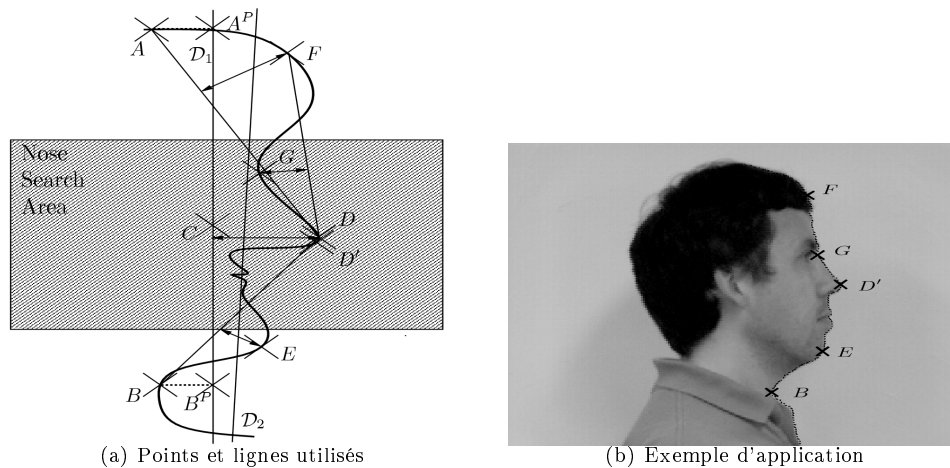 A
A^P
D_1
F
Nose
Search
Area
G
C
D
D'
E
B
B^P
D_2
(a) Points et lignes utilisés
F
G
D'
E
B
(b) Exemple d'application